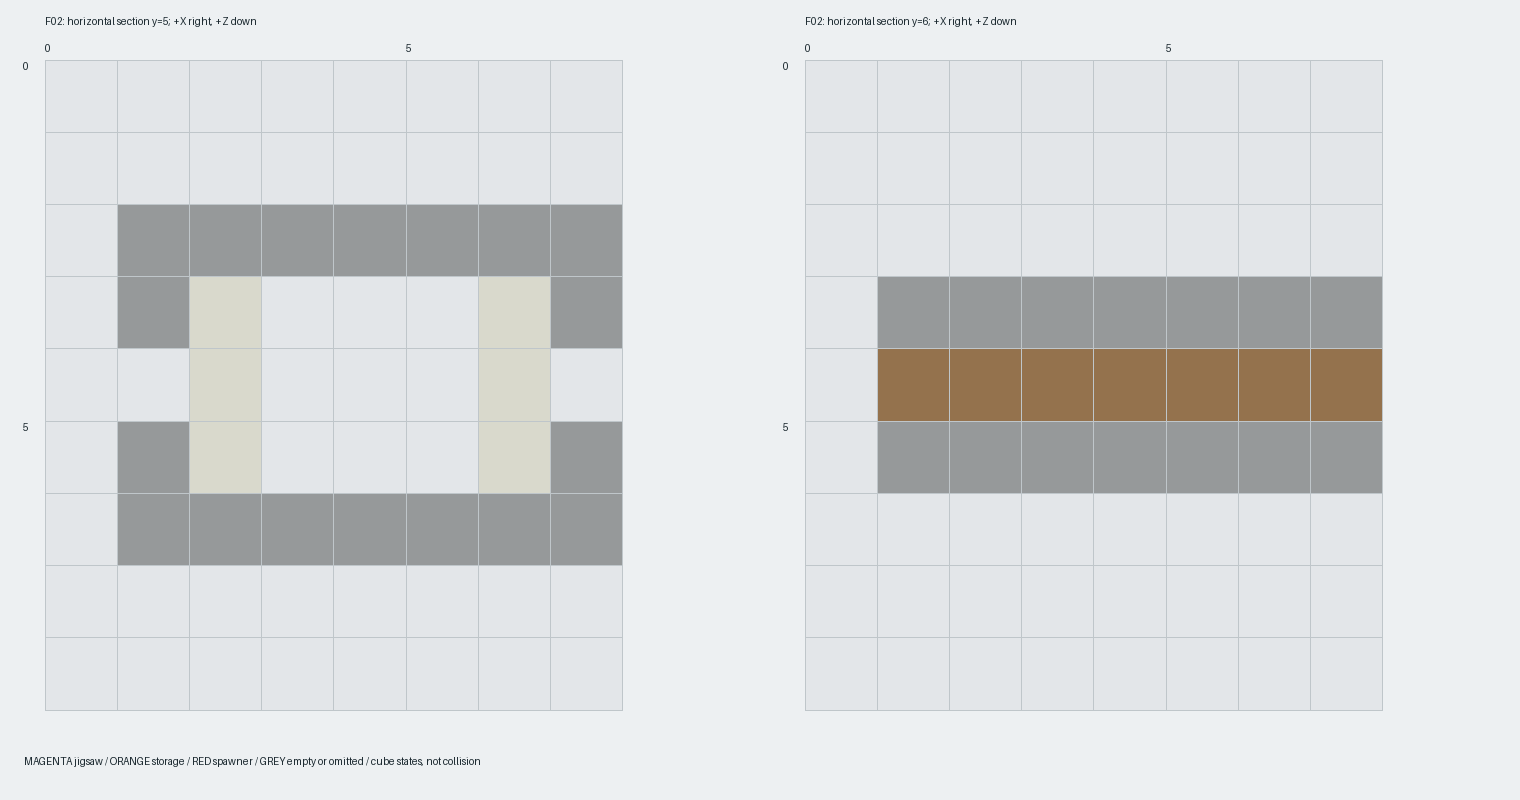 F02: horizontal section y=5; +X right, +Z down
F02: horizontal section y=6; +X right, +Z down
0 5
0 5
0
0
5
5
MAGENTA jigsaw / ORANGE storage / RED spawner / GREY empty or omitted / cube states, not collision